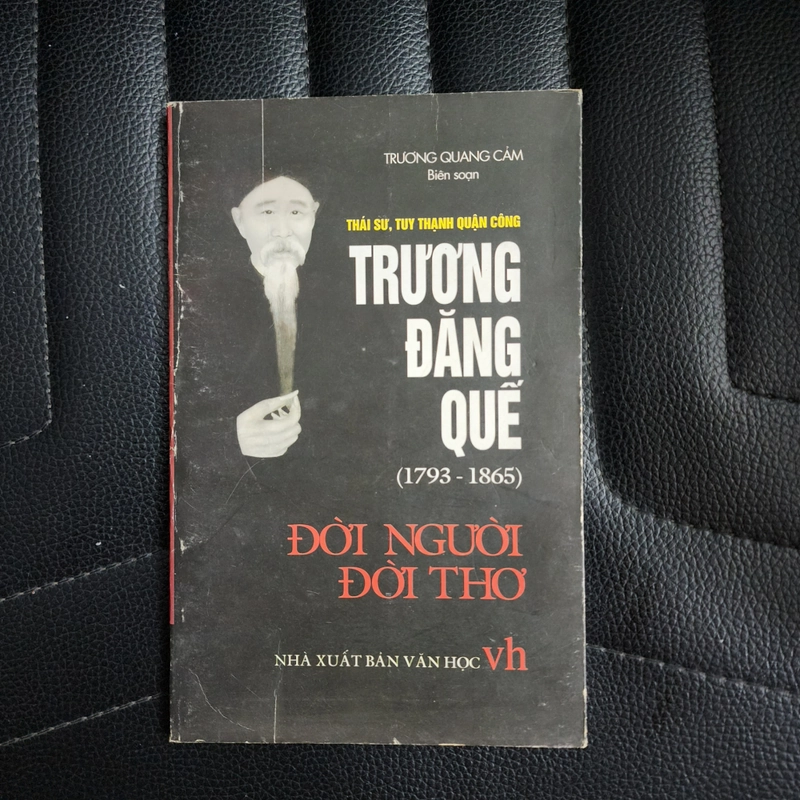 TRƯƠNG QUANG CẢM
Biên soạn
THÁI SƯ, TUY THẠNH QUẬN CÔNG
TRƯƠNG
ĐĂNG
QUẾ
(1793 - 1865)
ĐỜI NGƯỜI
ĐỜI THƠ
NHÀ XUẤT BẢN VĂN HỌC vh